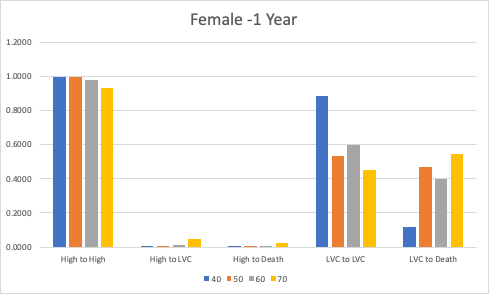 Female -1 Year
1.2000
1.0000
0.8000
0.6000
0.4000
0.2000
0.0000
High to High High to LVC High to Death LVC to LVC LVC to Death
40 50 60 70